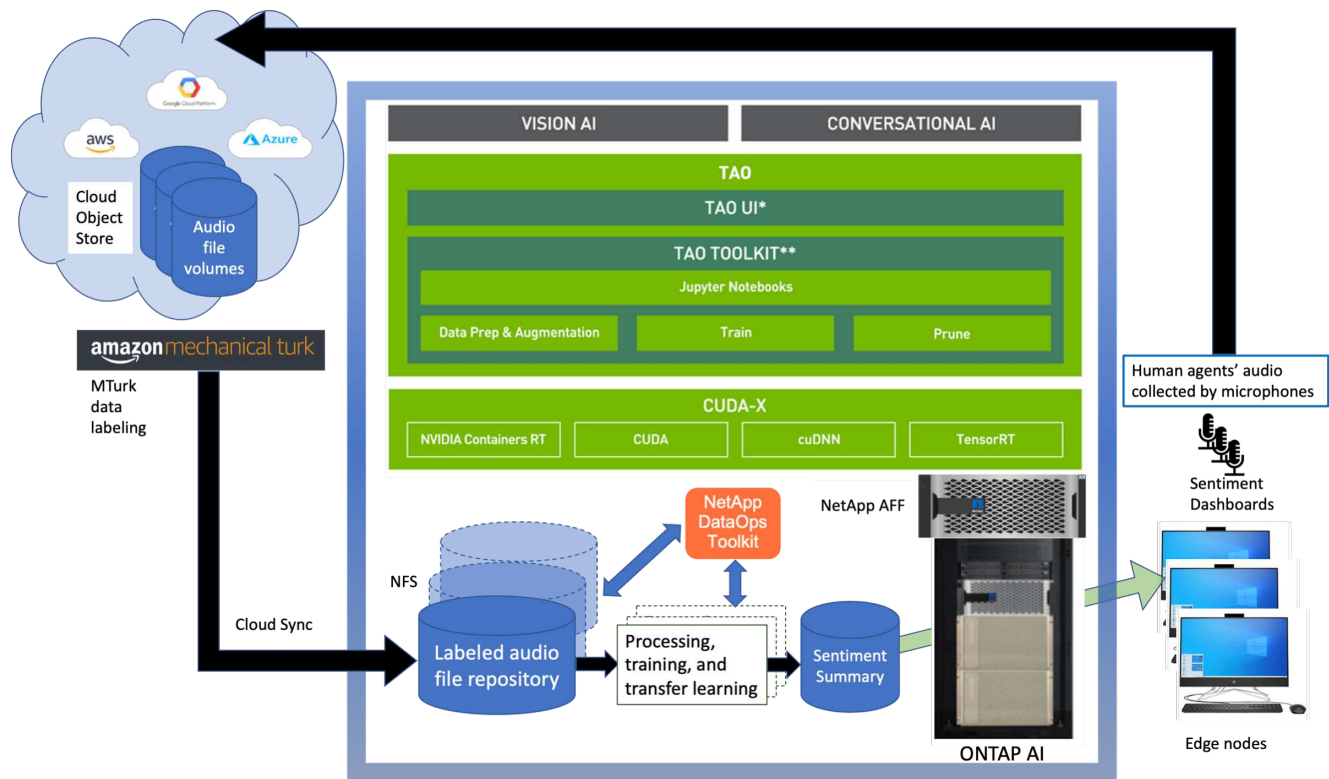 Google Cloud Platform
aws
Azure
Cloud
Object
Store
Audio
file
volumes
amazon mechanical turk
MTurk
data
labeling
VISION AI
CONVERSATIONAL AI
TAO
TAO UI*
TAO TOOLKIT**
Jupyter Notebooks
Data Prep & Augmentation
Train
Prune
CUDA-X
NVIDIA Containers RT
CUDA
cuDNN
TensorRT
Human agents’ audio
collected by microphones
Sentiment
Dashboards
NetApp
DataOps
Toolkit
NetApp AFF
NFS
Cloud Sync
Labeled audio
file repository
Processing,
training, and
transfer learning
Sentiment
Summary
ONTAP AI
Edge nodes